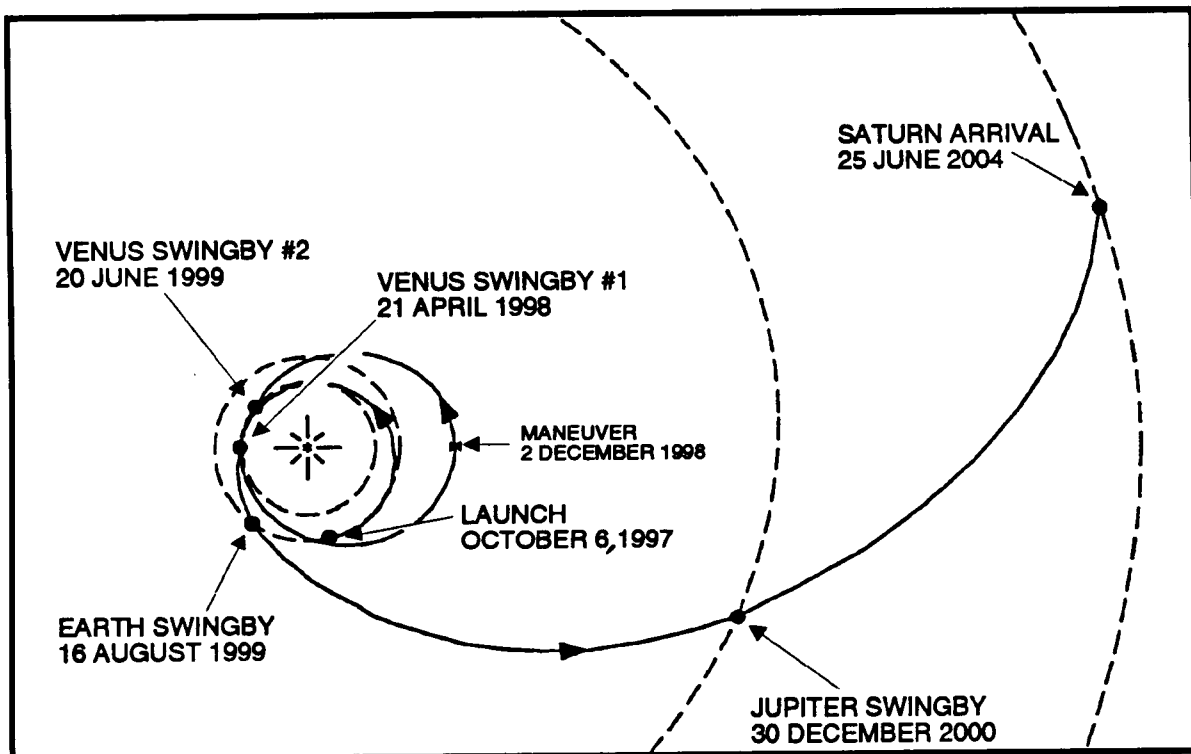 SATURN ARRIVAL
25 JUNE 2004
VENUS SWINGBY #2
20 JUNE 1999
VENUS SWINGBY #1
21 APRIL 1998
MANEUVER
2 DECEMBER 1998
LAUNCH
OCTOBER 6,1997
EARTH SWINGBY
16 AUGUST 1999
JUPITER SWINGBY
30 DECEMBER 2000